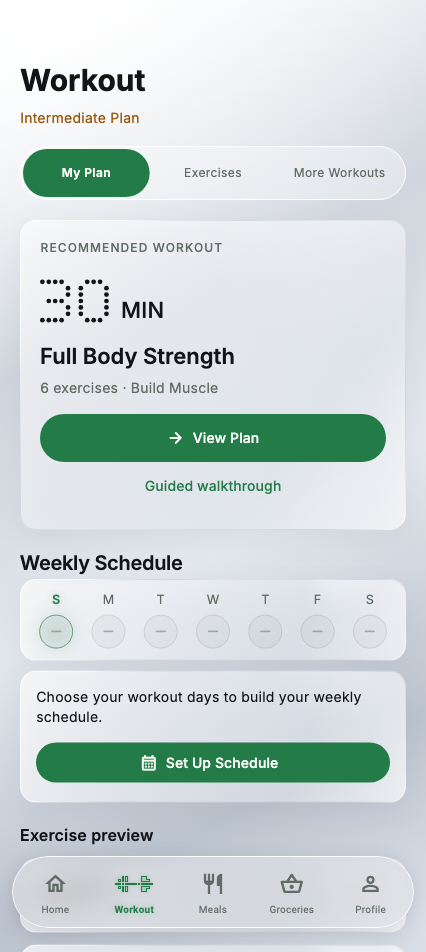 Workout
Intermediate Plan
My Plan
Exercises
More Workouts
RECOMMENDED WORKOUT
30 MIN
Full Body Strength
6 exercises · Build Muscle
→ View Plan
Guided walkthrough
Weekly Schedule
S M T W T F S
– – – – – – –
Choose your workout days to build your weekly
schedule.
Set Up Schedule
Exercise preview
Home
Workout
Meals
Groceries
Profile